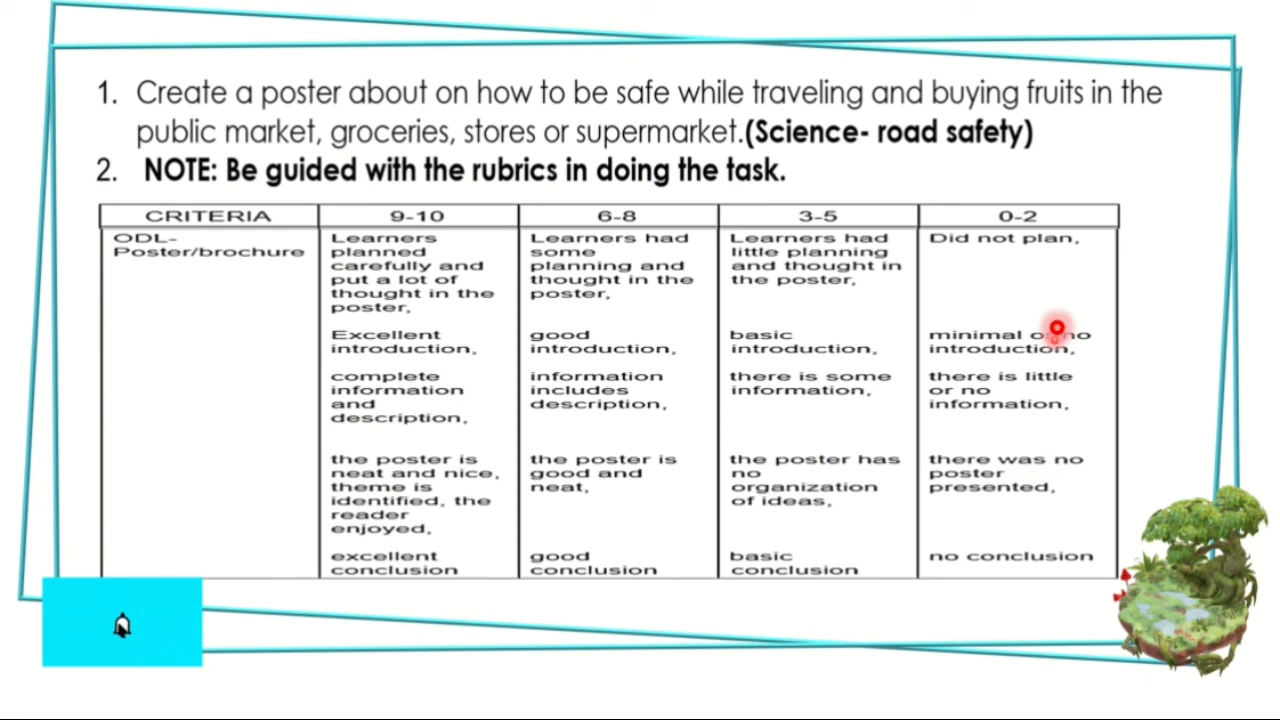 1. Create a poster about on how to be safe while traveling and buying fruits in the
public market, groceries, stores or supermarket.(Science- road safety)
2. NOTE: Be guided with the rubrics in doing the task.
CRITERIA 9-10 6-8 3-5 0-2
ODL-
Poster/brochure
Learners
planned
carefully and
put a lot of
thought in the
poster,
Excellent
introduction,
complete
information
and
description,
the poster is
neat and nice,
theme is
identified, the
reader
enjoyed,
excellent
conclusion
Learners had
some
planning and
thought in the
poster,
good
introduction,
information
includes
description,
the poster is
good and
neat,
good
conclusion
Learners had
little planning
and thought in
the poster,
basic
introduction,
there is some
information,
the poster has
no
organization
of ideas,
basic
conclusion
Did not plan,
minimal or no
introduction,
there is little
or no
information,
there was no
poster
presented,
no conclusion